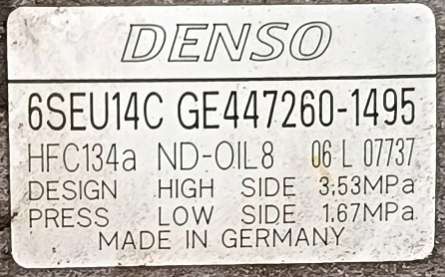 DENSO
6SEU14C GE447260-1495
HFC134a ND-OIL8 06 L 07737
DESIGN HIGH SIDE 3.53MPa
PRESS LOW SIDE 1.67MPa
MADE IN GERMANY